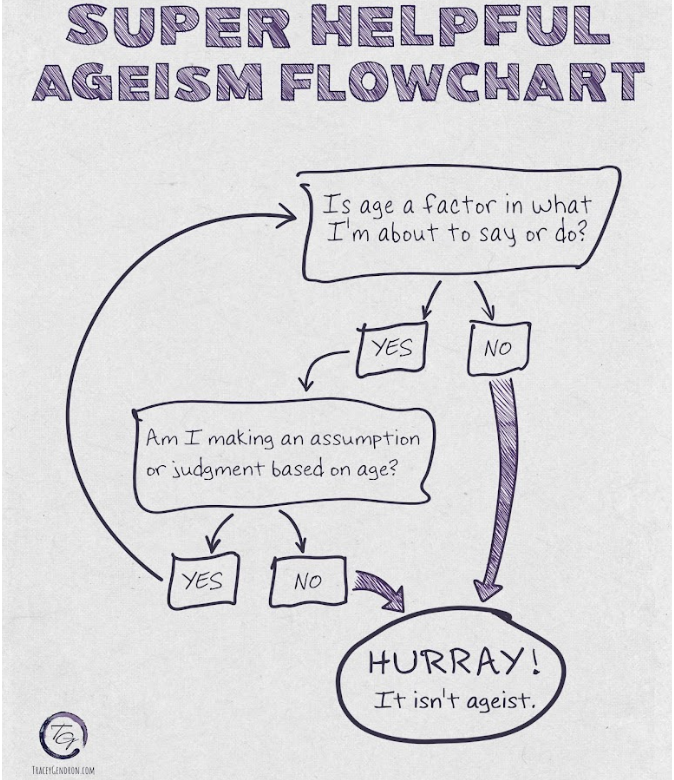 SUPER HELPFUL
AGEISM FLOWCHART
Is age a factor in what
I'm about to say or do?
YES
NO
Am I making an assumption
or judgment based on age?
YES
NO
HURRAY!
It isn't ageist.
TG
TRACEYGENDRON.COM